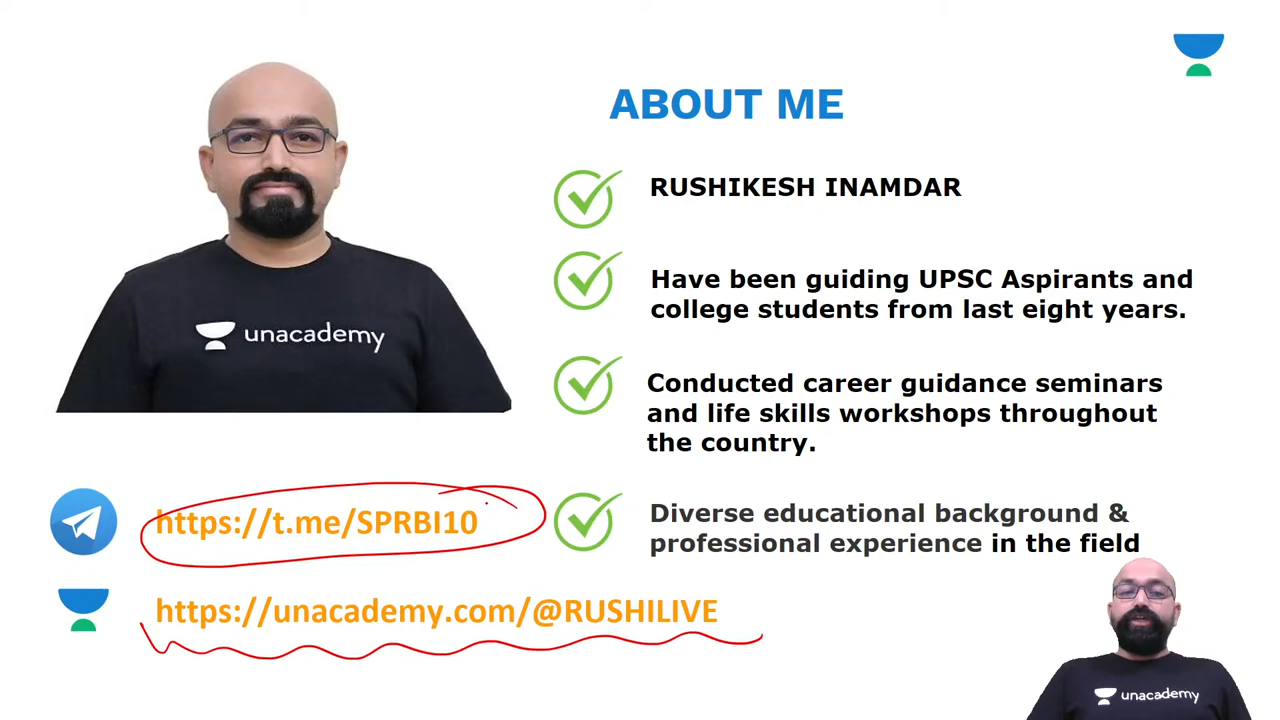 ABOUT ME
RUSHIKESH INAMDAR
Have been guiding UPSC Aspirants and
college students from last eight years.
Conducted career guidance seminars
and life skills workshops throughout
the country.
Diverse educational background &
professional experience in the field
unacademy
https://t.me/SPRBI10
https://unacademy.com/@RUSHILIVE
unacademy